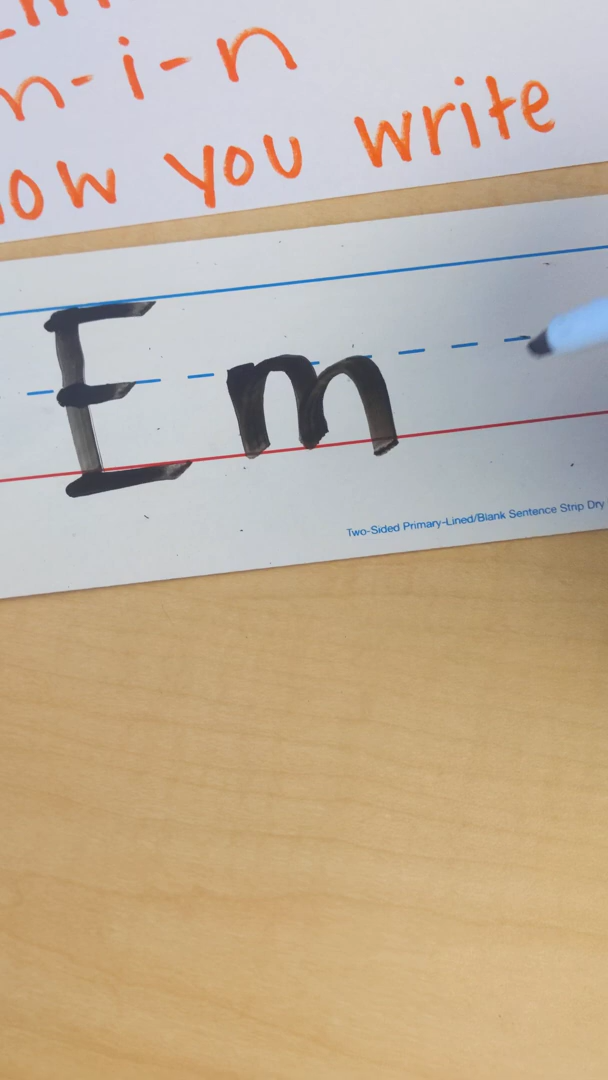 n-i-n
ow you write
Em
Two-Sided Primary-Lined/Blank Sentence Strip Dry